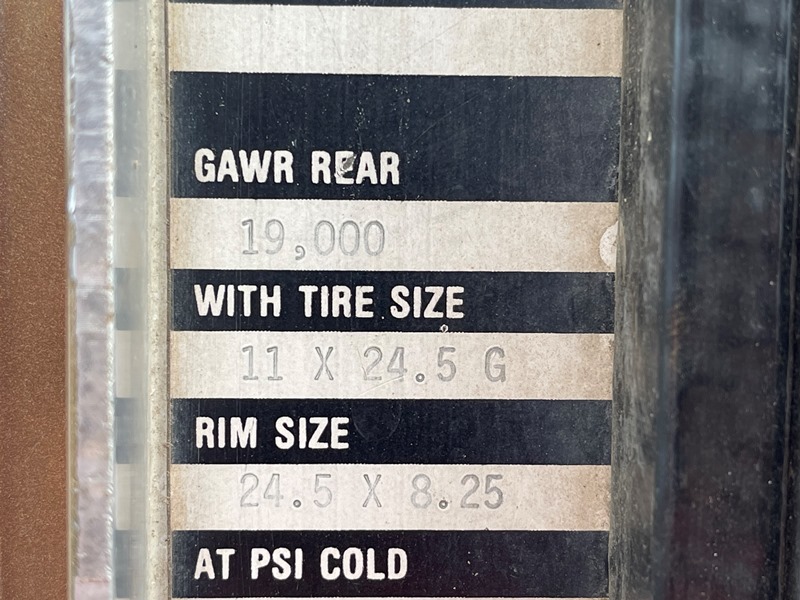 GAWR REAR
19,000
WITH TIRE SIZE
11 X 24.5 G
RIM SIZE
24.5 X 8.25
AT PSI COLD